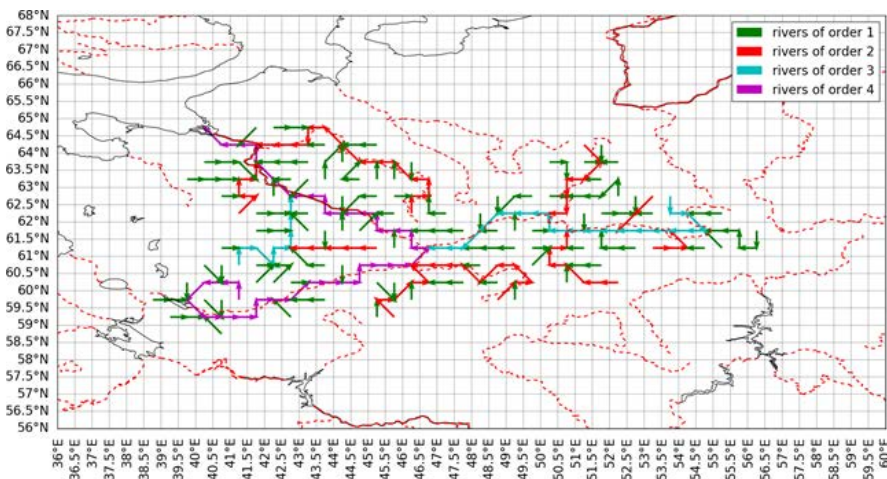 68°N
67.5°N
67°N
66.5°N
66°N
65.5°N
65°N
64.5°N
64°N
63.5°N
63°N
62.5°N
62°N
61.5°N
61°N
60.5°N
60°N
59.5°N
59°N
58.5°N
58°N
57.5°N
57°N
56.5°N
56°N
rivers of order 1
rivers of order 2
rivers of order 3
rivers of order 4
36°E
36.5°E
37°E
37.5°E
38°E
38.5°E
39°E
39.5°E
40°E
40.5°E
41°E
41.5°E
42°E
42.5°E
43°E
43.5°E
44°E
44.5°E
45°E
45.5°E
46°E
46.5°E
47°E
47.5°E
48°E
48.5°E
49°E
49.5°E
50°E
50.5°E
51°E
51.5°E
52°E
52.5°E
53°E
53.5°E
54°E
54.5°E
55°E
55.5°E
56°E
56.5°E
57°E
57.5°E
58°E
58.5°E
59°E
59.5°E
60°E